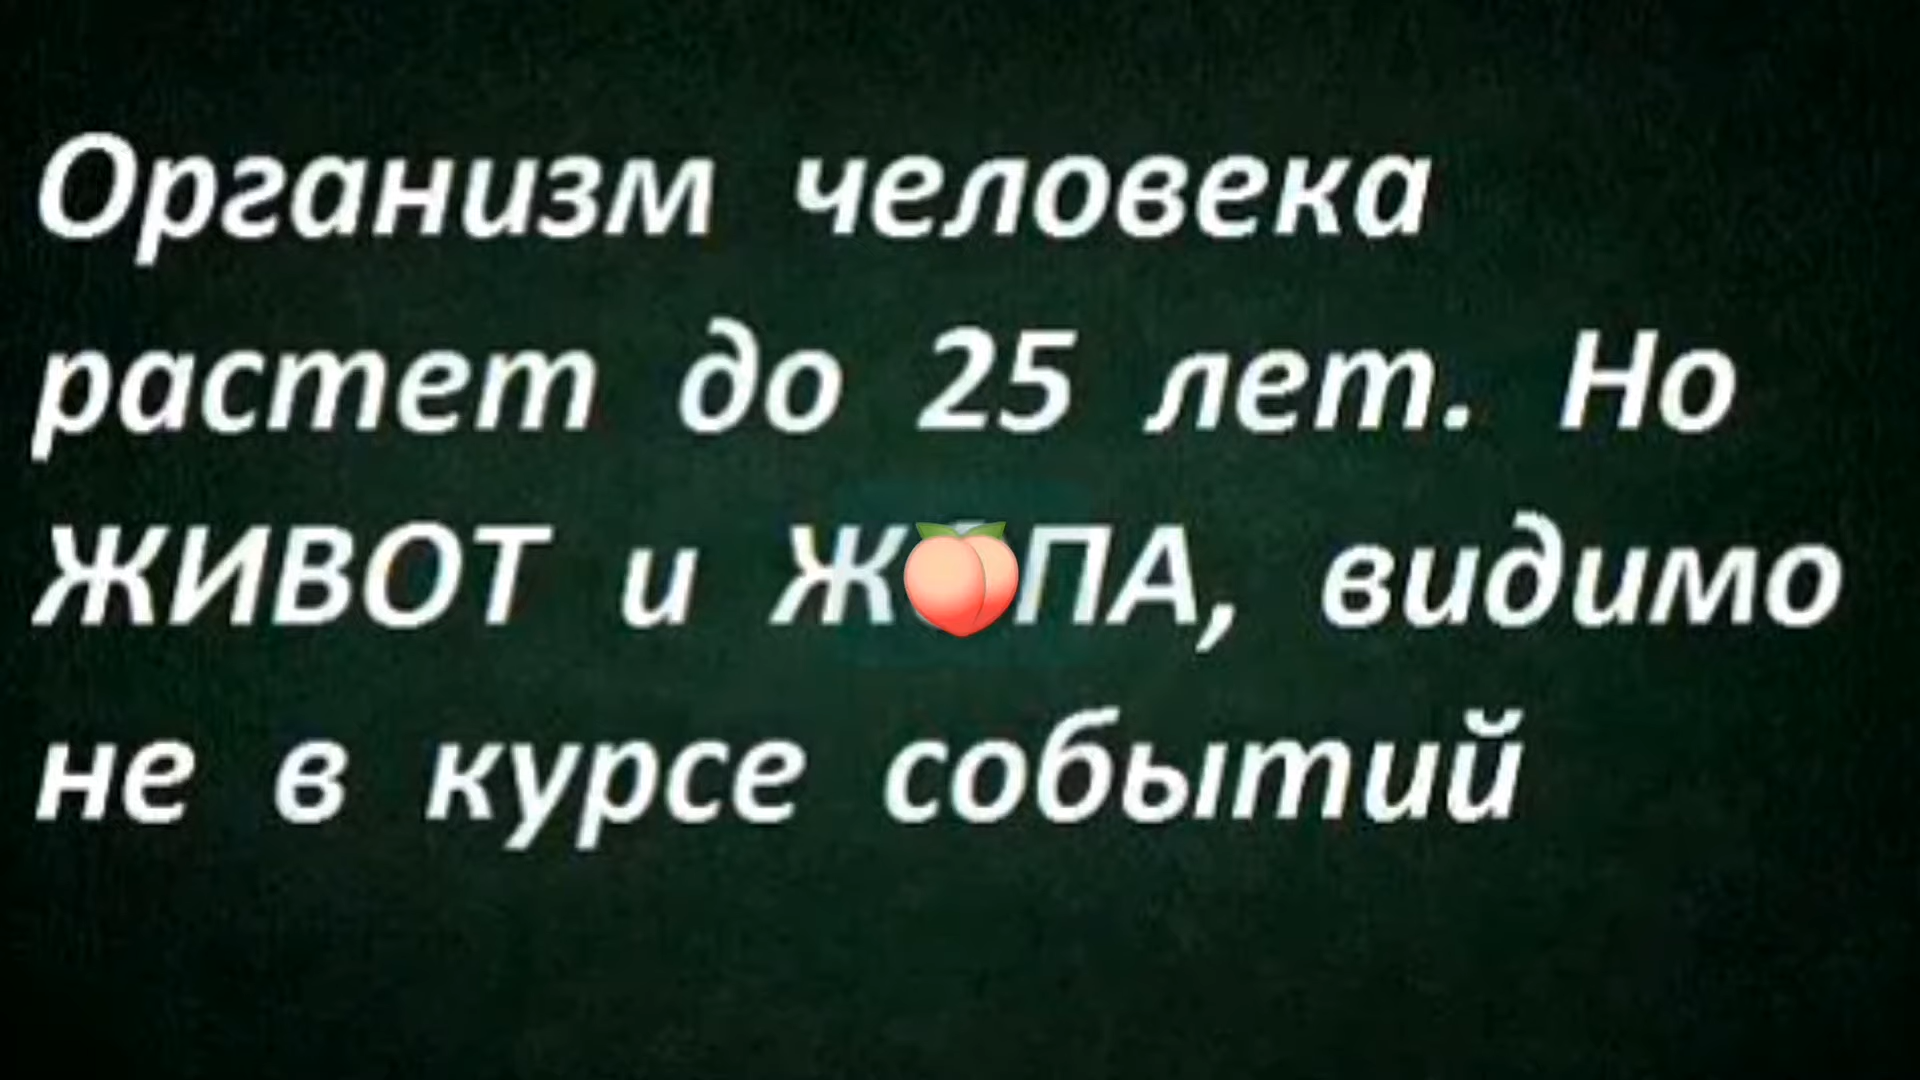 Организм человека
растет до 25 лет. Но
ЖИВОТ и Ж🍑ПА, видимо
не в курсе событий